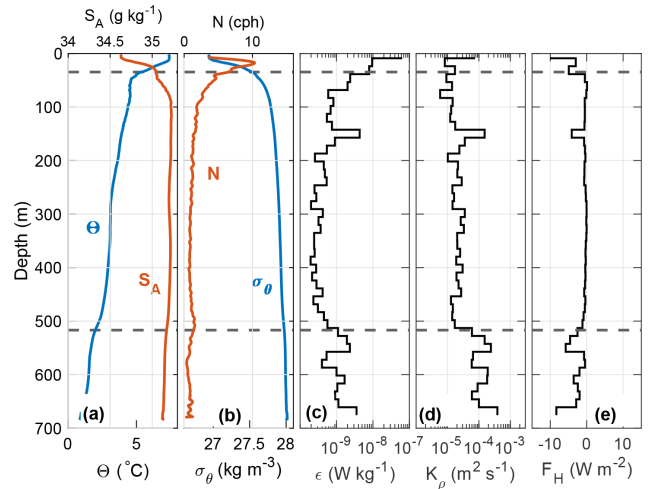 S_A (g kg⁻¹) N (cph)
34 34.5 35 0 10
0
100
200
300
400
500
600
700
Depth (m)
Θ
S_A
N
σ_θ
(a) (b) (c) (d) (e)
0 5 27 27.5 28 10⁻⁹ 10⁻⁸ 10⁻⁷ 10⁻⁵ 10⁻⁴ 10⁻³ 10⁻² -10 0 10
Θ (°C) σ_θ (kg m⁻³) ϵ (W kg⁻¹) K_ρ (m² s⁻¹) F_H (W m⁻²)